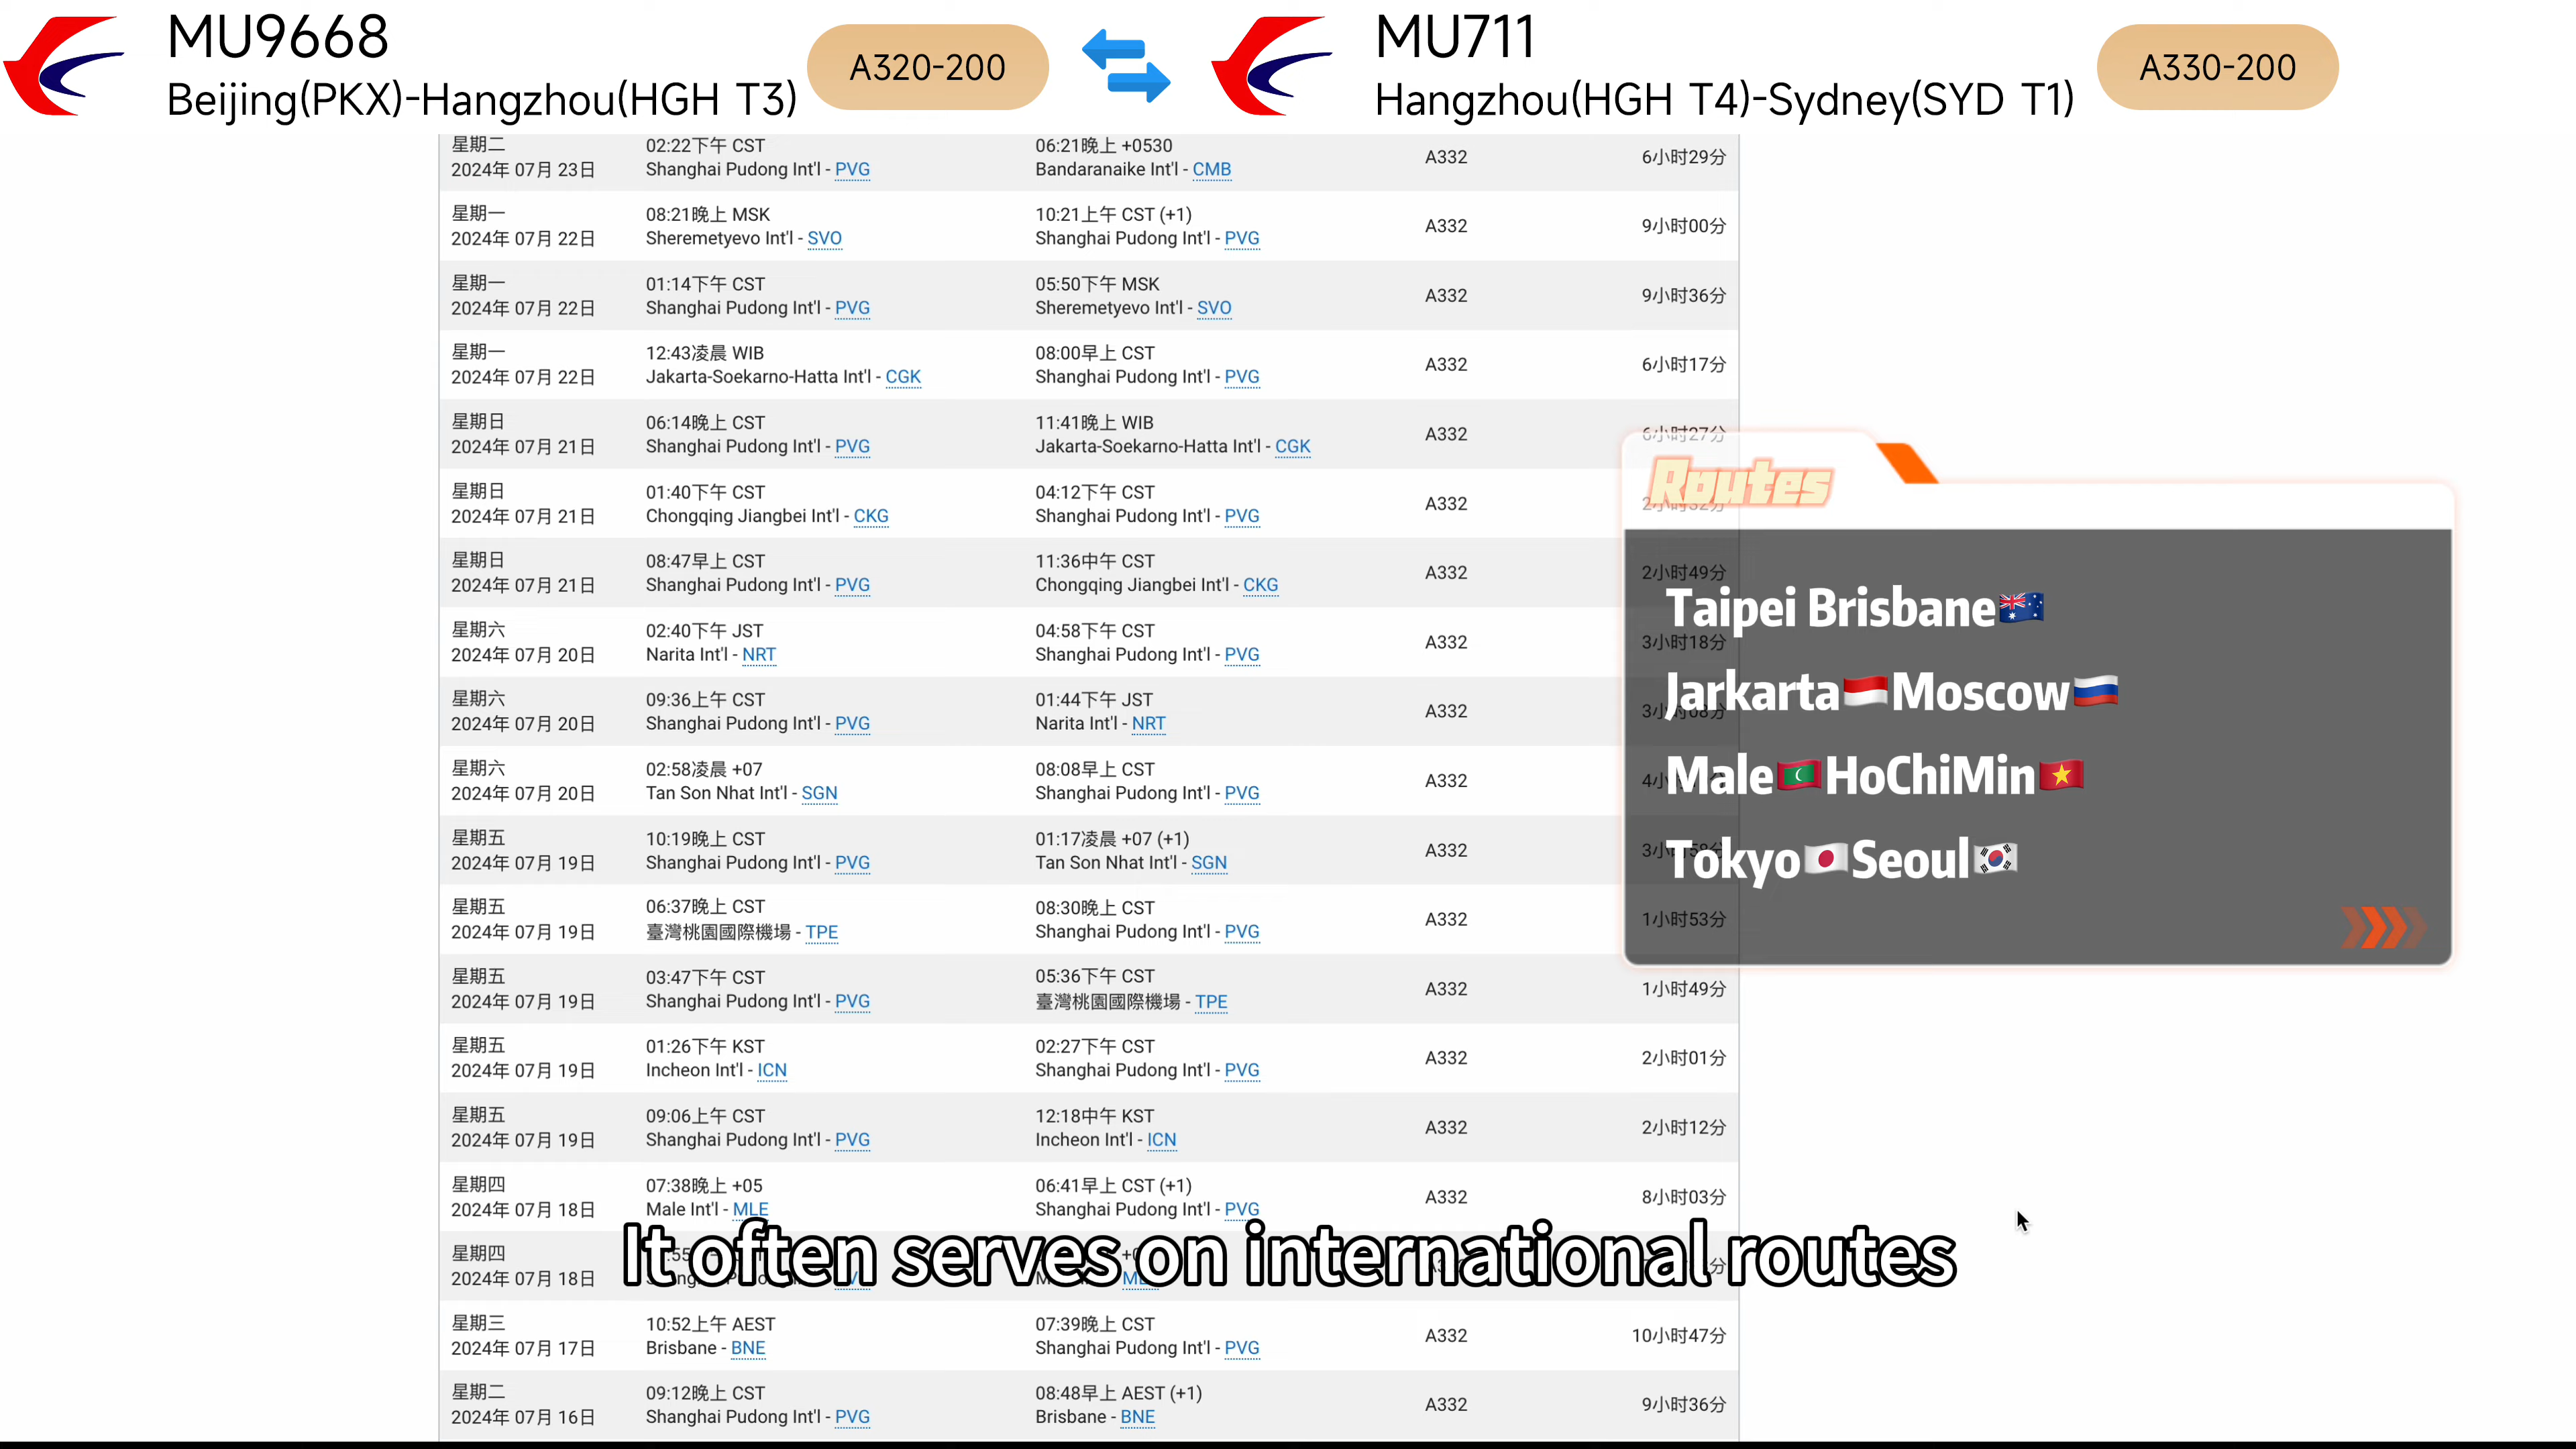 MU9668
Beijing(PKX)-Hangzhou(HGH T3)
A320-200
MU711
Hangzhou(HGH T4)-Sydney(SYD T1)
A330-200
星期二 02:22下午 CST 06:21晚上 +0530
2024年 07月 23日 Shanghai Pudong Int'l - PVG Bandaranaike Int'l - CMB A332 6小时29分
星期一 08:21晚上 MSK 10:21上午 CST (+1)
2024年 07月 22日 Sheremetyevo Int'l - SVO Shanghai Pudong Int'l - PVG A332 9小时00分
星期一 01:14下午 CST 05:50下午 MSK
2024年 07月 22日 Shanghai Pudong Int'l - PVG Sheremetyevo Int'l - SVO A332 9小时36分
星期一 12:43凌晨 WIB 08:00早上 CST
2024年 07月 22日 Jakarta-Soekarno-Hatta Int'l - CGK Shanghai Pudong Int'l - PVG A332 6小时17分
星期日 06:14晚上 CST 11:41晚上 WIB
2024年 07月 21日 Shanghai Pudong Int'l - PVG Jakarta-Soekarno-Hatta Int'l - CGK A332 6小时27分
星期日 01:40下午 CST 04:12下午 CST
2024年 07月 21日 Chongqing Jiangbei Int'l - CKG Shanghai Pudong Int'l - PVG A332 2小时32分
星期日 08:47早上 CST 11:36中午 CST
2024年 07月 21日 Shanghai Pudong Int'l - PVG Chongqing Jiangbei Int'l - CKG A332 2小时49分
星期六 02:40下午 JST 04:58下午 CST
2024年 07月 20日 Narita Int'l - NRT Shanghai Pudong Int'l - PVG A332 3小时18分
星期六 09:36上午 CST 01:44下午 JST
2024年 07月 20日 Shanghai Pudong Int'l - PVG Narita Int'l - NRT A332
星期六 02:58凌晨 +07 08:08早上 CST
2024年 07月 20日 Tan Son Nhat Int'l - SGN Shanghai Pudong Int'l - PVG A332
星期五 10:19晚上 CST 01:17凌晨 +07 (+1)
2024年 07月 19日 Shanghai Pudong Int'l - PVG Tan Son Nhat Int'l - SGN A332
星期五 06:37晚上 CST 08:30晚上 CST
2024年 07月 19日 臺灣桃園國際機場 - TPE Shanghai Pudong Int'l - PVG A332 1小时53分
星期五 03:47下午 CST 05:36下午 CST
2024年 07月 19日 Shanghai Pudong Int'l - PVG 臺灣桃園國際機場 - TPE A332 1小时49分
星期五 01:26下午 KST 02:27下午 CST
2024年 07月 19日 Incheon Int'l - ICN Shanghai Pudong Int'l - PVG A332 2小时01分
星期五 09:06上午 CST 12:18中午 KST
2024年 07月 19日 Shanghai Pudong Int'l - PVG Incheon Int'l - ICN A332 2小时12分
星期四 07:38晚上 +05 06:41早上 CST (+1)
2024年 07月 18日 Male Int'l - MLE Shanghai Pudong Int'l - PVG A332 8小时03分
星期四
2024年 07月 18日
星期三 10:52上午 AEST 07:39晚上 CST
2024年 07月 17日 Brisbane - BNE Shanghai Pudong Int'l - PVG A332 10小时47分
星期二 09:12晚上 CST 08:48早上 AEST (+1)
2024年 07月 16日 Shanghai Pudong Int'l - PVG Brisbane - BNE A332 9小时36分
Routes
Taipei Brisbane
Jarkarta Moscow
Male HoChiMin
Tokyo Seoul
It often serves on international routes